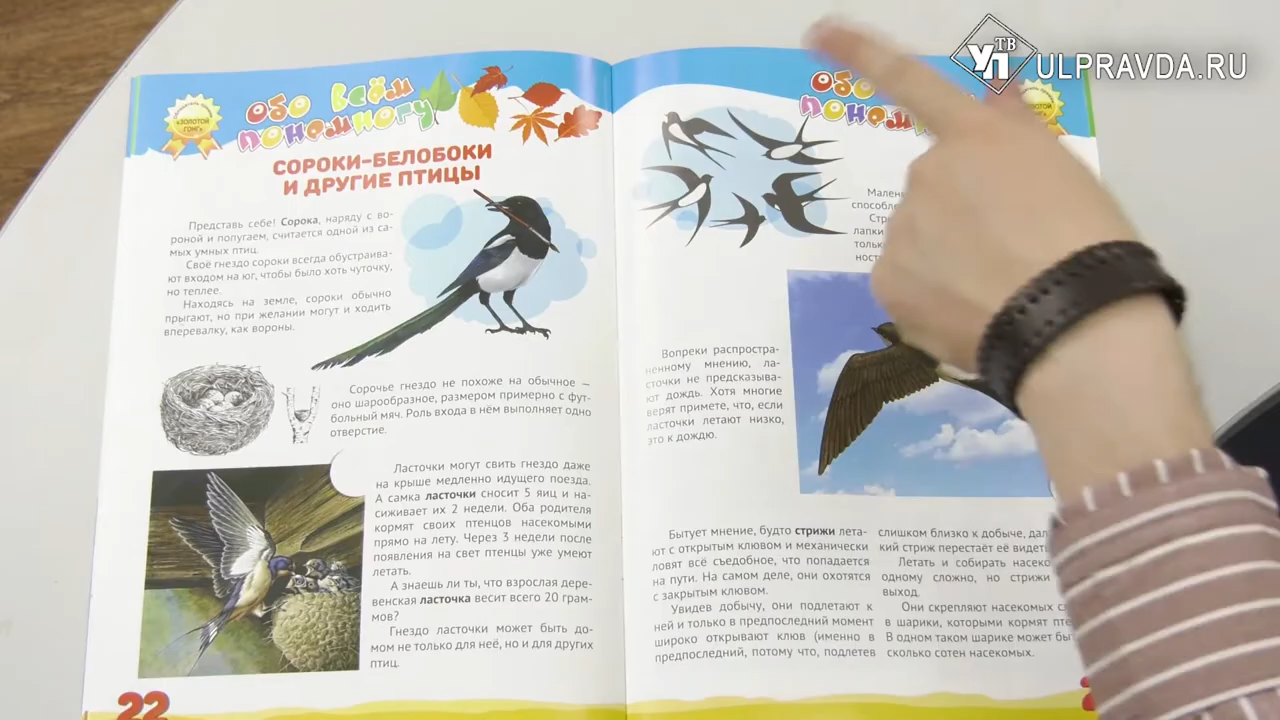 УП ТВ
ULPRAVDA.RU
«ЗОЛОТОЙ
ГОНГ»
Обо всём
понемногу
СОРОКИ-БЕЛОБОКИ
И ДРУГИЕ ПТИЦЫ
Представь себе! Сорока, наряду с во-
роной и попугаем, считается одной из са-
мых умных птиц.
Своё гнездо сороки всегда обустраива-
ют входом на юг, чтобы было хоть чуточку,
но теплее.
Находясь на земле, сороки обычно
прыгают, но при желании могут и ходить
вперевалку, как вороны.
Сорочье гнездо не похоже на обычное —
оно шарообразное, размером примерно с фут-
больный мяч. Роль входа в нём выполняет одно
отверстие.
Ласточки могут свить гнездо даже
на крыше медленно идущего поезда.
А самка ласточки сносит 5 яиц и на-
сиживает их 2 недели. Оба родителя
кормят своих птенцов насекомыми
прямо на лету. Через 3 недели после
появления на свет птенцы уже умеют
летать.
А знаешь ли ты, что взрослая дере-
венская ласточка весит всего 20 грам-
мов?
Гнездо ласточки может быть до-
мом не только для неё, но и для других
птиц.
22
Обо
понем
Мален
способле
Стри
лапки
только
ност
Вопреки распростра-
ненному мнению, ла-
сточки не предсказыва-
ют дождь. Хотя многие
верят примете, что, если
ласточки летают низко,
это к дождю.
Бытует мнение, будто стрижи лета-
ют с открытым клювом и механически
ловят всё съедобное, что попадается
на пути. На самом деле, они охотятся
с закрытым клювом.
Увидев добычу, они подлетают к
ней и только в предпоследний момент
широко открывают клюв (именно в
предпоследний, потому что, подлетев
слишком близко к добыче, дал
кий стриж перестаёт её видеть
Летать и собирать насеко
одному сложно, но стрижи
выход.
Они скрепляют насекомых с
в шарики, которыми кормят пте
В одном таком шарике может бы
сколько сотен насекомых.